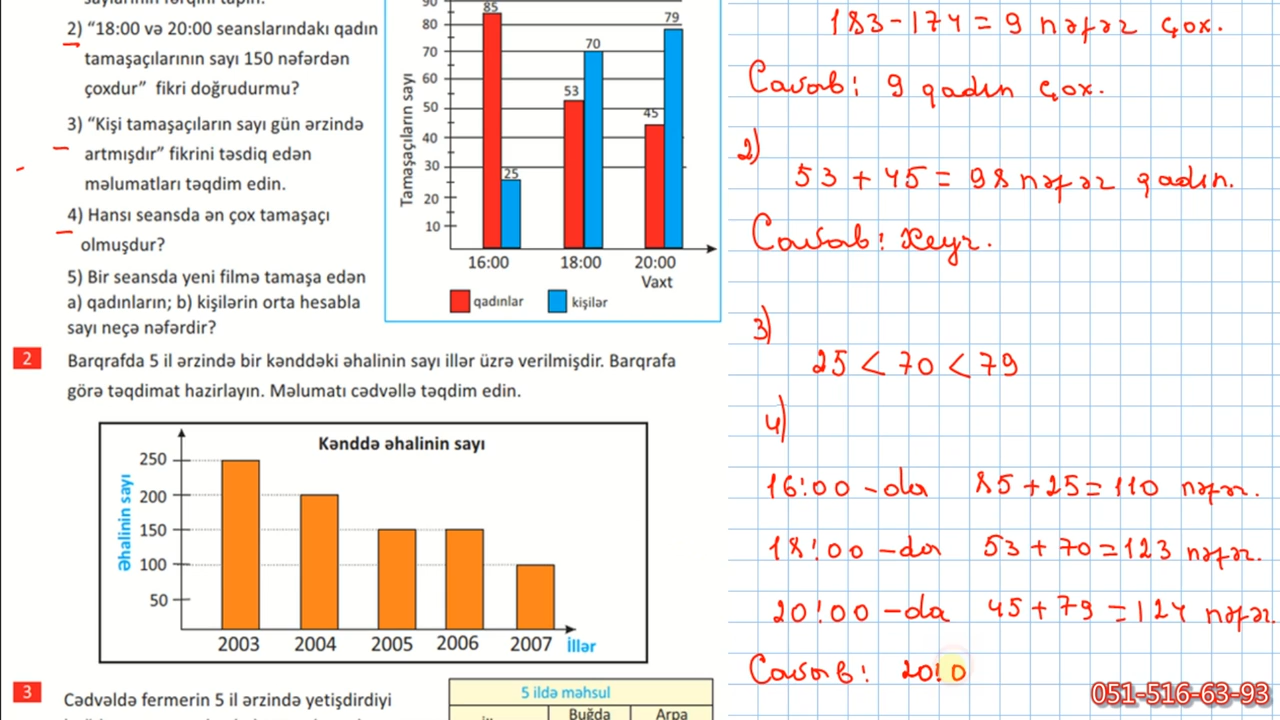 2) “18:00 və 20:00 seanslarındakı qadın
tamaşaçılarının sayı 150 nəfərdən
çoxdur” fikri doğrudurmu?
3) “Kişi tamaşaçıların sayı gün ərzində
artmışdır” fikrini təsdiq edən
məlumatları təqdim edin.
4) Hansı seansda ən çox tamaşaçı
olmuşdur?
5) Bir seansda yeni filmə tamaşa edən
a) qadınların; b) kişilərin orta hesabla
sayı neçə nəfərdir?
Tamaşaçıların sayı
90
80
70
60
50
40
30
20
10
85
25
53
70
45
79
16:00
18:00
20:00
Vaxt
qadınlar
kişilər
2
Barqrafda 5 il ərzində bir kənddəki əhalinin sayı illər üzrə verilmişdir. Barqrafa
görə təqdimat hazirlayın. Məlumatı cədvəllə təqdim edin.
Kənddə əhalinin sayı
Əhalinin sayı
250
200
150
100
50
2003
2004
2005
2006
2007
İllər
3
Cədvəldə fermerin 5 il ərzində yetişdirdiyi
5 ildə məhsul
Buğda
Arpa
183-174=9 nəfər çox.
Cavab: 9 qadın çox.
2)
53+45=98 nəfər qadın.
Cavab: Xeyr.
3)
25<70<79
4)
16:00-da 85+25=110 nəfər.
18:00-da 53+70=123 nəfər.
20:00-da 45+79=124 nəfər.
Cavab: 20:0
051-516-63-93